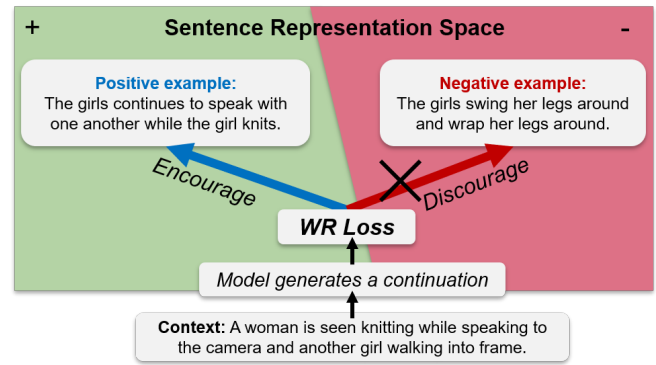 + Sentence Representation Space -
Positive example:
The girls continues to speak with
one another while the girl knits.
Negative example:
The girls swing her legs around
and wrap her legs around.
Encourage
Discourage
WR Loss
Model generates a continuation
Context: A woman is seen knitting while speaking to
the camera and another girl walking into frame.